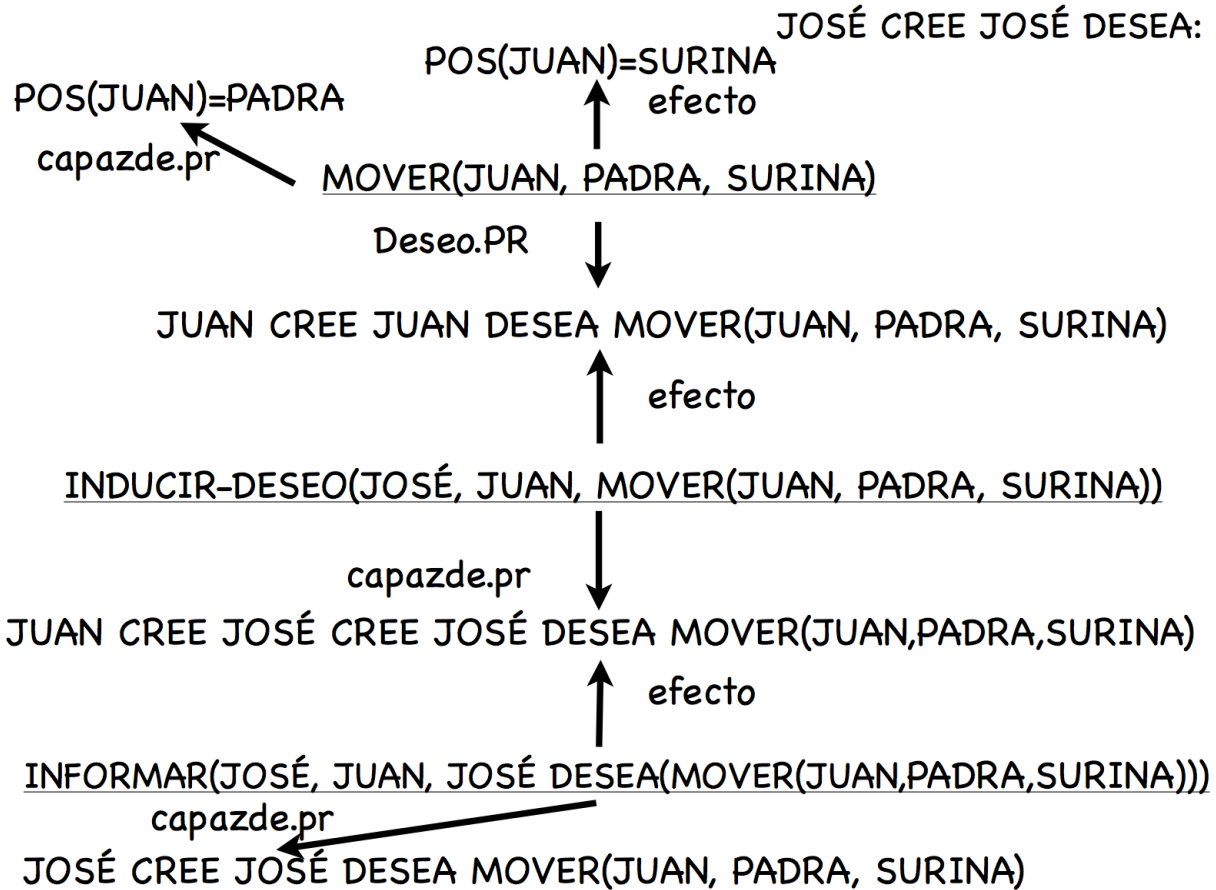 JOSÉ CREE JOSÉ DESEA:
POS(JUAN)=SURINA
efecto
POS(JUAN)=PADRA
capazde.pr
MOVER(JUAN, PADRA, SURINA)
Deseo.PR
JUAN CREE JUAN DESEA MOVER(JUAN, PADRA, SURINA)
efecto
INDUCIR-DESEO(JOSÉ, JUAN, MOVER(JUAN, PADRA, SURINA))
capazde.pr
JUAN CREE JOSÉ CREE JOSÉ DESEA MOVER(JUAN,PADRA,SURINA)
efecto
INFORMAR(JOSÉ, JUAN, JOSÉ DESEA(MOVER(JUAN,PADRA,SURINA)))
capazde.pr
JOSÉ CREE JOSÉ DESEA MOVER(JUAN, PADRA, SURINA)